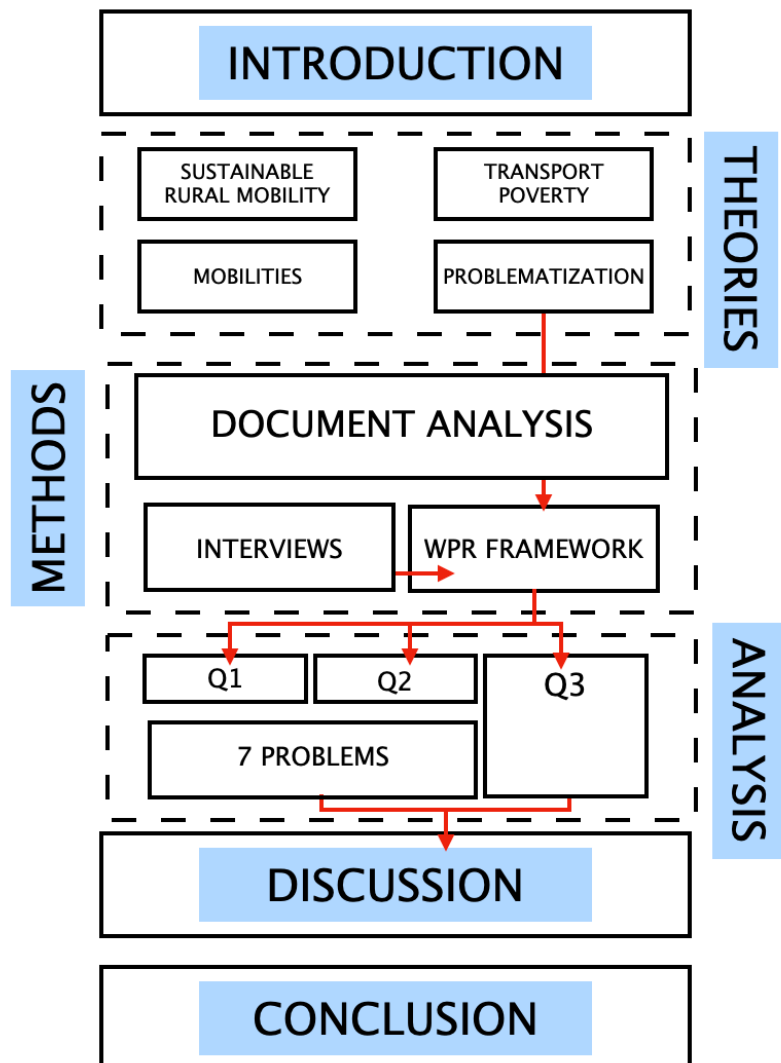 INTRODUCTION
THEORIES
SUSTAINABLE
RURAL MOBILITY
TRANSPORT
POVERTY
MOBILITIES
PROBLEMATIZATION
METHODS
DOCUMENT ANALYSIS
INTERVIEWS
WPR FRAMEWORK
ANALYSIS
Q1
Q2
Q3
7 PROBLEMS
DISCUSSION
CONCLUSION